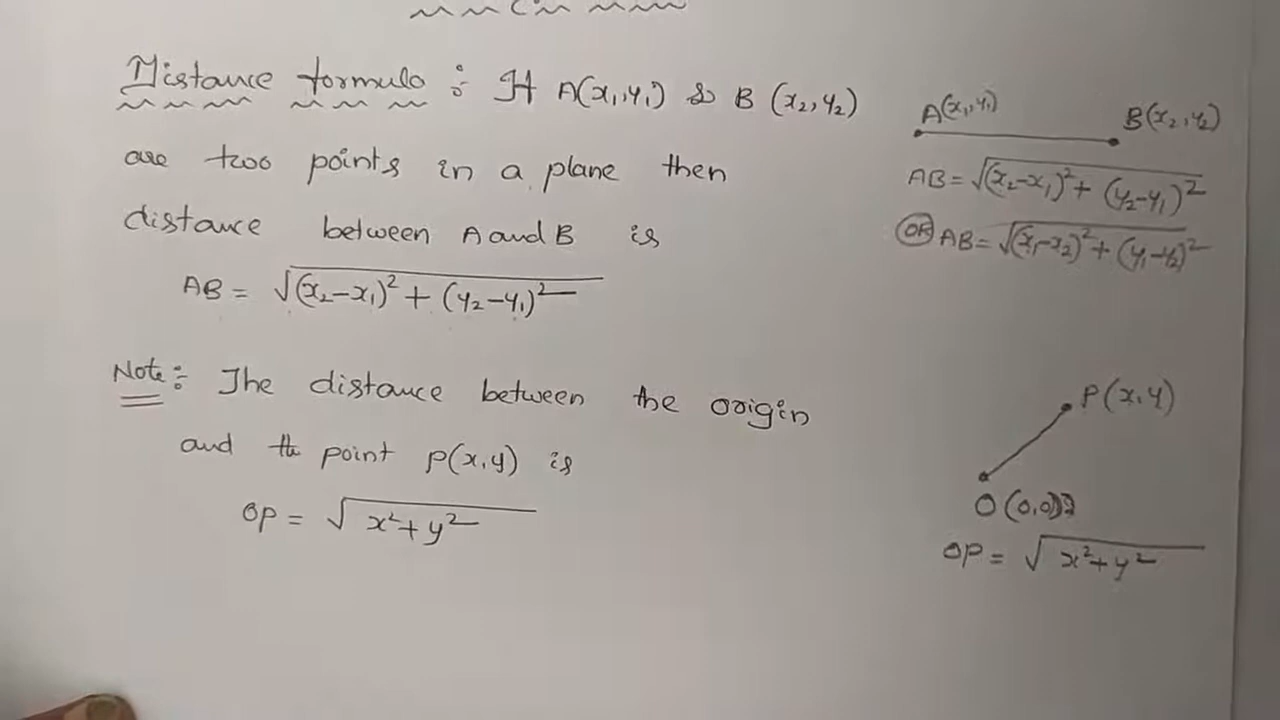 Distance formula : If A(x₁,y₁) & B (x₂,y₂)
are two points in a plane then
distance between A and B is
AB = √(x₂-x₁)² + (y₂-y₁)²
Note:- The distance between the origin
and the point P(x,y) is
OP = √x²+y²
A(x₁,y₁)
B(x₂,y₂)
AB = √(x₂-x₁)² + (y₂-y₁)²
OR AB = √(x₁-x₂)² + (y₁-y₂)²
P(x,y)
O(0,0)
OP = √x²+y²